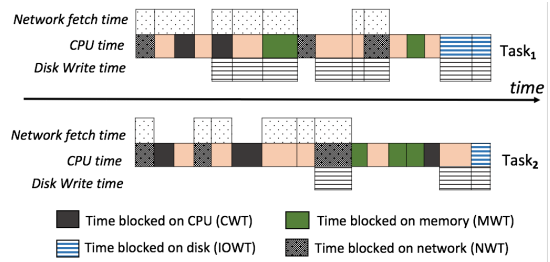 Network fetch time
CPU time
Task1
Disk Write time
time
Network fetch time
CPU time
Task2
Disk Write time
Time blocked on CPU (CWT)
Time blocked on memory (MWT)
Time blocked on disk (IOWT)
Time blocked on network (NWT)